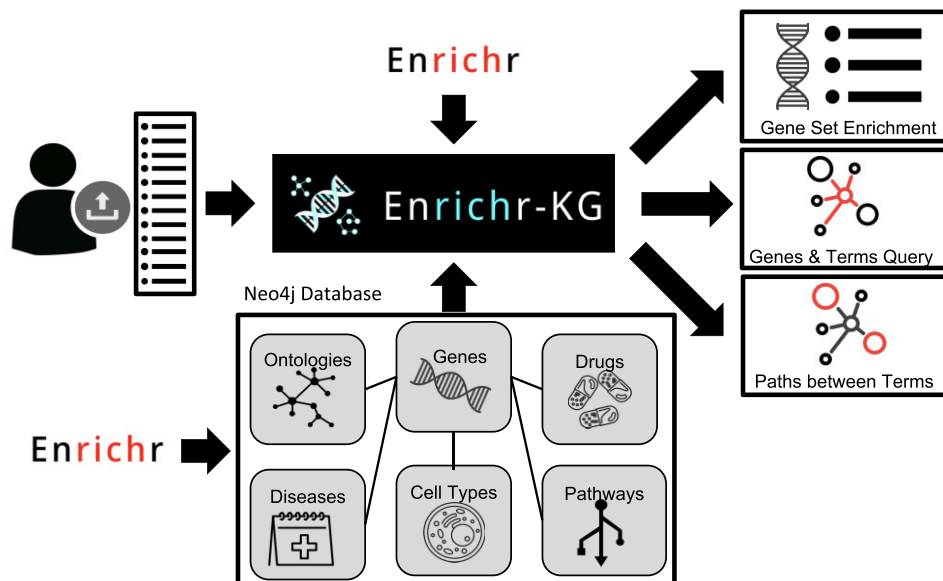 Enrichr
Gene Set Enrichment
Enrichr-KG
Genes & Terms Query
Neo4j Database
Paths between Terms
Ontologies
Genes
Drugs
Enrichr
Diseases
Cell Types
Pathways